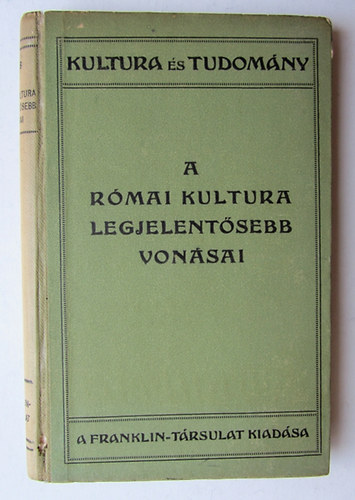 KULTURA ÉS TUDOMÁNY
A
RÓMAI KULTURA
LEGJELENTŐSEBB
VONÁSAI
A FRANKLIN-TÁRSULAT KIADÁSA